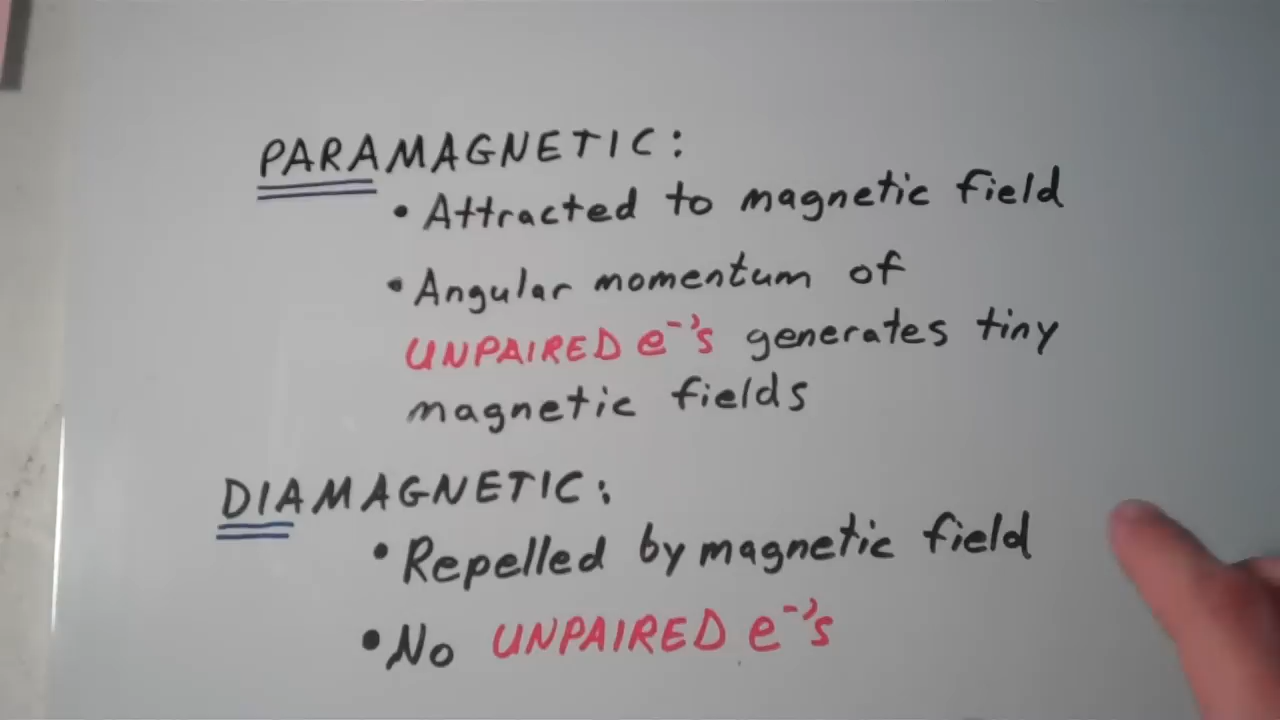 PARAMAGNETIC:
• Attracted to magnetic field
• Angular momentum of
UNPAIRED e⁻'s generates tiny
magnetic fields
DIAMAGNETIC:
• Repelled by magnetic field
• No UNPAIRED e⁻'s